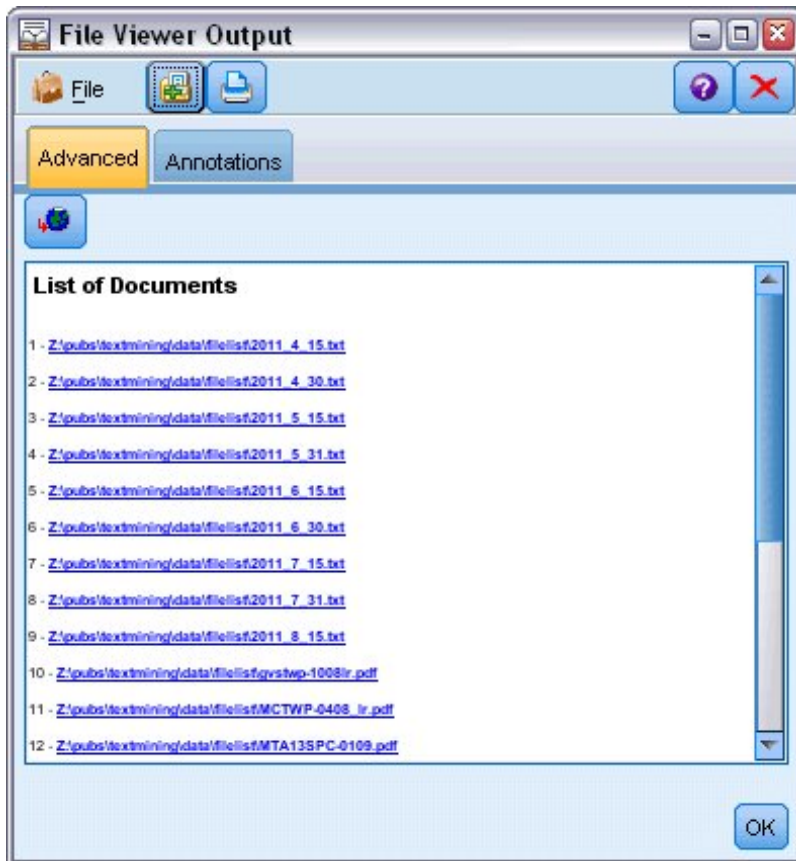 File Viewer Output
File
Advanced
Annotations
List of Documents
1 - Z:\pubs\textmining\data\filelist\2011_4_15.txt
2 - Z:\pubs\textmining\data\filelist\2011_4_30.txt
3 - Z:\pubs\textmining\data\filelist\2011_5_15.txt
4 - Z:\pubs\textmining\data\filelist\2011_5_31.txt
5 - Z:\pubs\textmining\data\filelist\2011_6_15.txt
6 - Z:\pubs\textmining\data\filelist\2011_6_30.txt
7 - Z:\pubs\textmining\data\filelist\2011_7_15.txt
8 - Z:\pubs\textmining\data\filelist\2011_7_31.txt
9 - Z:\pubs\textmining\data\filelist\2011_8_15.txt
10 - Z:\pubs\textmining\data\filelist\gvstwp-1008lr.pdf
11 - Z:\pubs\textmining\data\filelist\MCTWP-0408_lr.pdf
12 - Z:\pubs\textmining\data\filelist\MTA13SPC-0109.pdf
OK